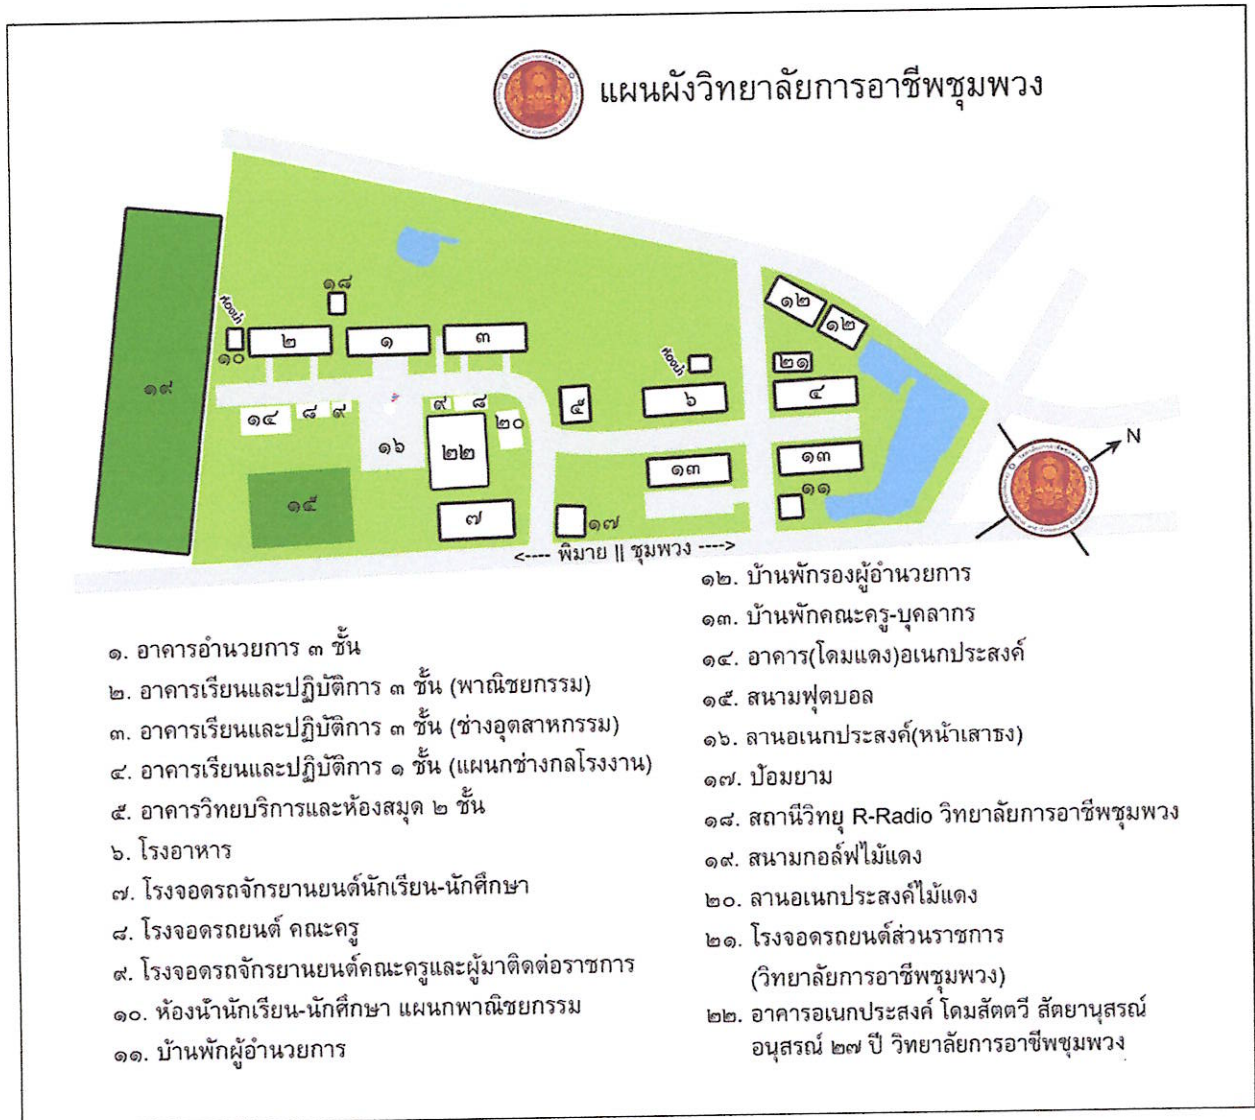 แผนผังวิทยาลัยการอาชีพชุมพวง
๑๘
ห้องน้ำ
๒
๑
๓
๑๐
๑๙
๑๔
๘
๙
๑๖
๙
๘
๒๐
๒๒
๑๕
๗
๕
๑๗
ห้องน้ำ
๖
๑๓
๑๒
๑๒
๒๑
๔
๑๓
๑๑
N
<---- พิมาย || ชุมพวง ---->
๑. อาคารอำนวยการ ๓ ชั้น
๒. อาคารเรียนและปฏิบัติการ ๓ ชั้น (พาณิชยกรรม)
๓. อาคารเรียนและปฏิบัติการ ๓ ชั้น (ช่างอุตสาหกรรม)
๔. อาคารเรียนและปฏิบัติการ ๑ ชั้น (แผนกช่างกลโรงงาน)
๕. อาคารวิทยบริการและห้องสมุด ๒ ชั้น
๖. โรงอาหาร
๗. โรงจอดรถจักรยานยนต์นักเรียน-นักศึกษา
๘. โรงจอดรถยนต์ คณะครู
๙. โรงจอดรถจักรยานยนต์คณะครูและผู้มาติดต่อราชการ
๑๐. ห้องน้ำนักเรียน-นักศึกษา แผนกพาณิชยกรรม
๑๑. บ้านพักผู้อำนวยการ
๑๒. บ้านพักรองผู้อำนวยการ
๑๓. บ้านพักคณะครู-บุคลากร
๑๔. อาคาร(โดมแดง)อเนกประสงค์
๑๕. สนามฟุตบอล
๑๖. ลานอเนกประสงค์(หน้าเสาธง)
๑๗. ป้อมยาม
๑๘. สถานีวิทยุ R-Radio วิทยาลัยการอาชีพชุมพวง
๑๙. สนามกอล์ฟไม้แดง
๒๐. ลานอเนกประสงค์ไม้แดง
๒๑. โรงจอดรถยนต์ส่วนราชการ
(วิทยาลัยการอาชีพชุมพวง)
๒๒. อาคารอเนกประสงค์ โดมสัตตวี สัตยานุสรณ์
อนุสรณ์ ๒๗ ปี วิทยาลัยการอาชีพชุมพวง